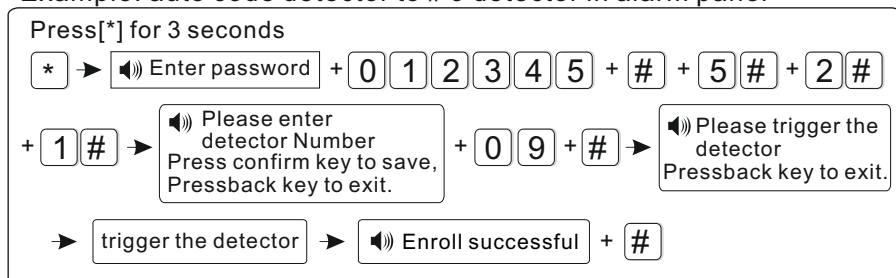 Press[*] for 3 seconds
* Enter password + 0 1 2 3 4 5 + # + 5 # + 2 #
+ 1 # Please enter
detector Number
Press confirm key to save,
Pressback key to exit.
+ 0 9 + #
Please trigger the
detector
Pressback key to exit.
trigger the detector Enroll successful + #